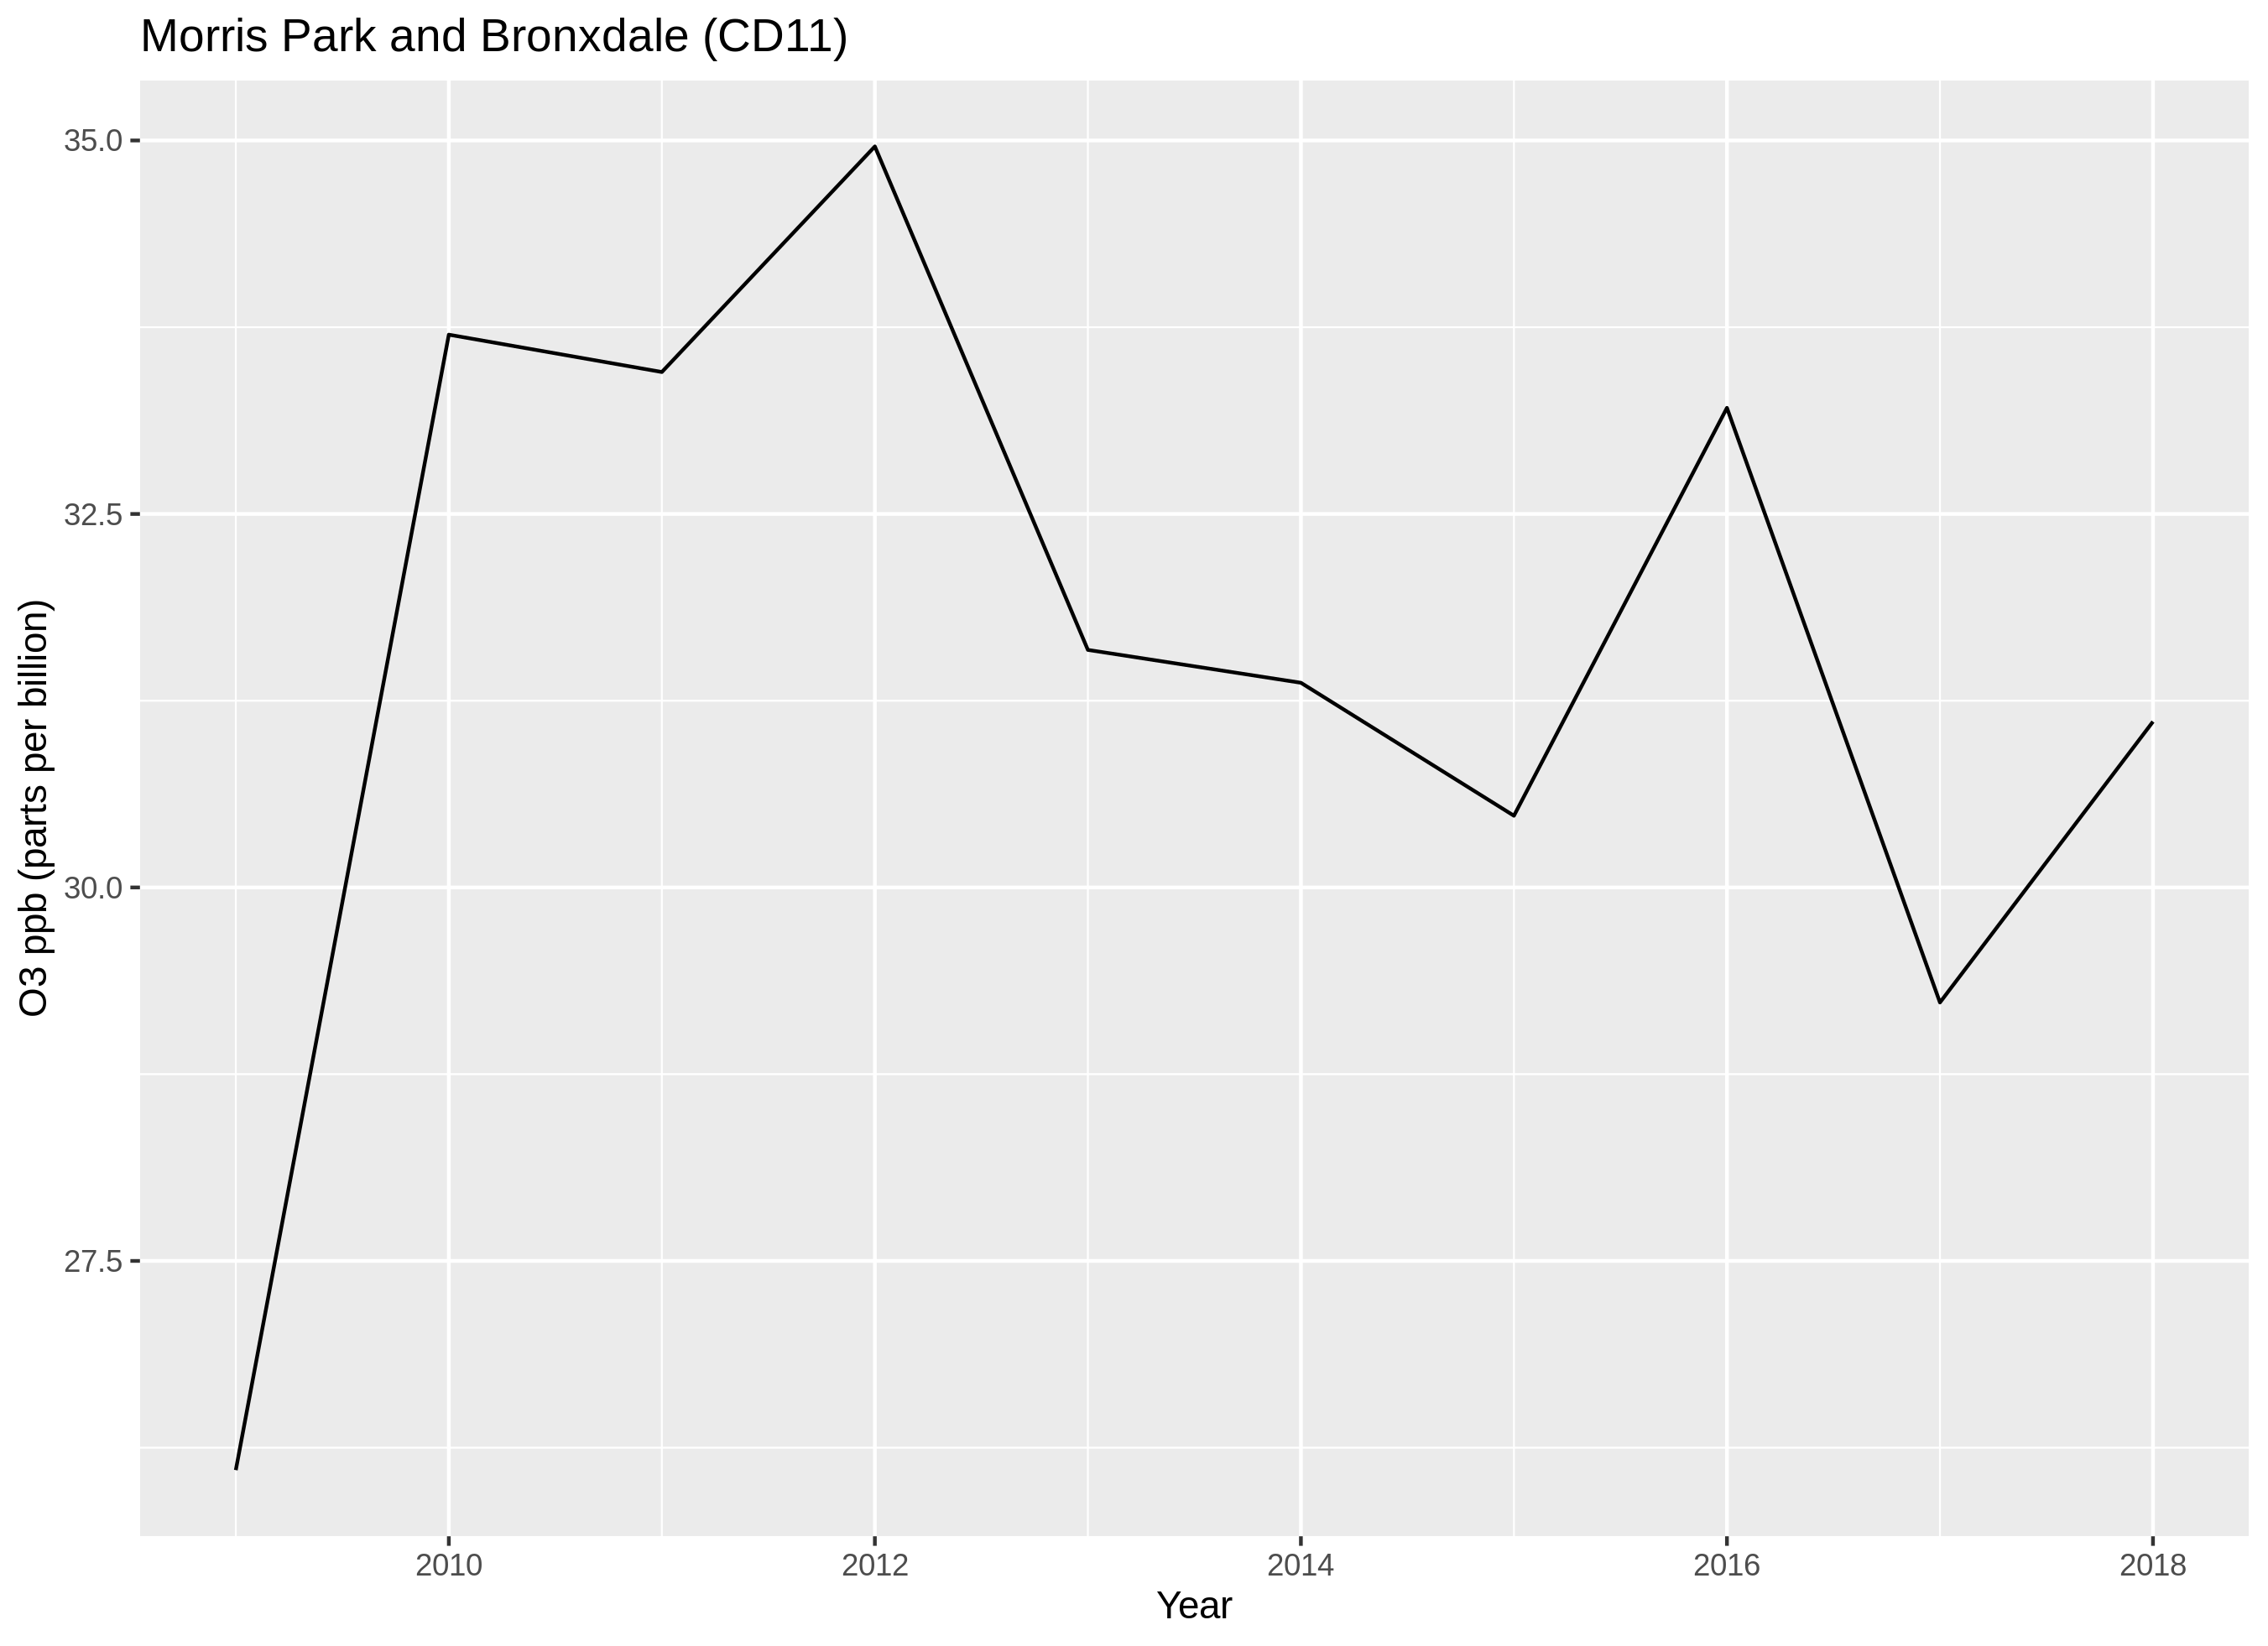 Morris Park and Bronxdale (CD11)
O3 ppb (parts per billion)
35.0
32.5
30.0
27.5
2010 2012 2014 2016 2018
Year